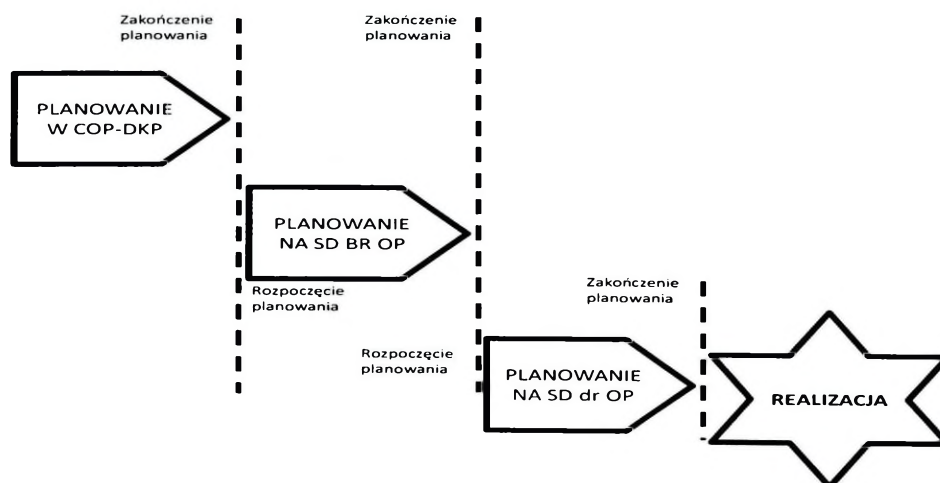 Zakończenie
planowania
Zakończenie
planowania
PLANOWANIE
W COP-DKP
PLANOWANIE
NA SD BR OP
Rozpoczęcie
planowania
Zakończenie
planowania
Rozpoczęcie
planowania
PLANOWANIE
NA SD dr OP
REALIZACJA